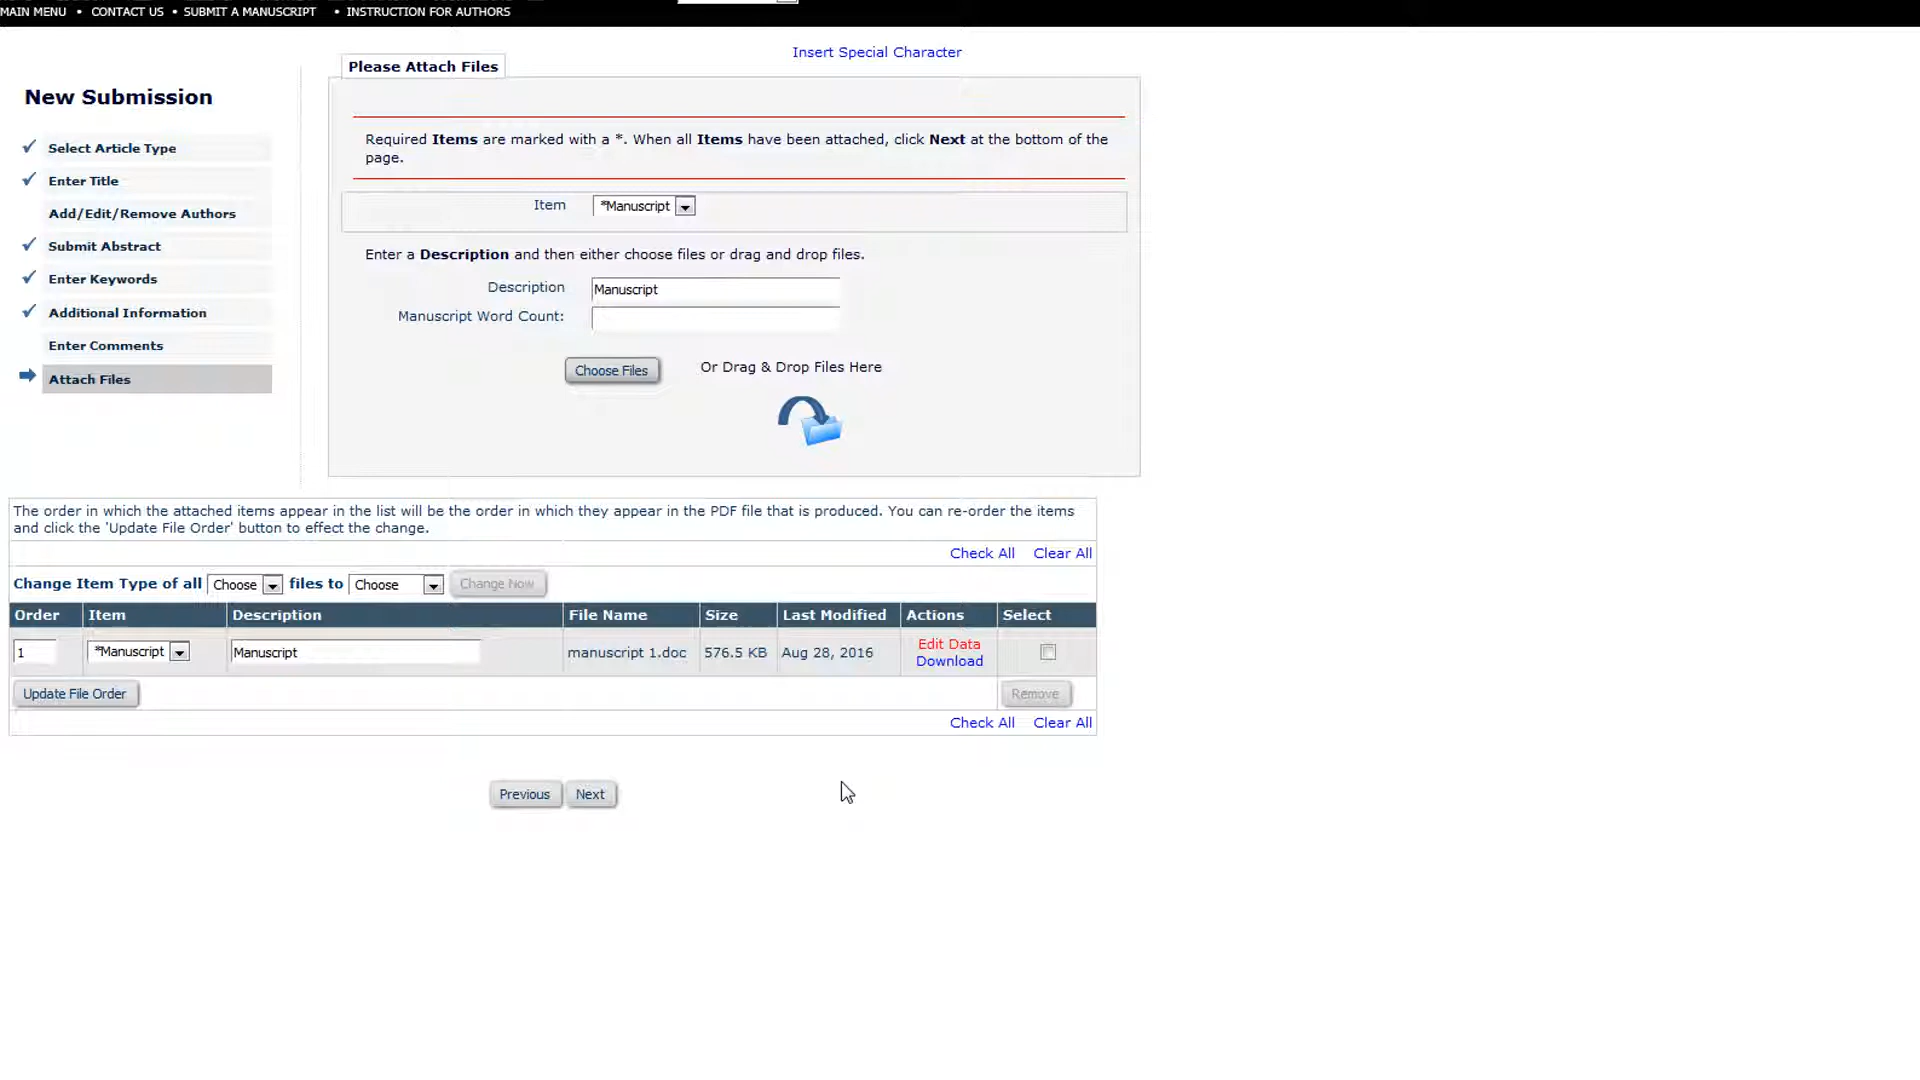 MAIN MENU • CONTACT US • SUBMIT A MANUSCRIPT • INSTRUCTION FOR AUTHORS
Insert Special Character
Please Attach Files
New Submission
Select Article Type
Enter Title
Add/Edit/Remove Authors
Submit Abstract
Enter Keywords
Additional Information
Enter Comments
Attach Files
Required Items are marked with a *. When all Items have been attached, click Next at the bottom of the
page.
Item *Manuscript
Enter a Description and then either choose files or drag and drop files.
Description Manuscript
Manuscript Word Count:
Choose Files Or Drag & Drop Files Here
The order in which the attached items appear in the list will be the order in which they appear in the PDF file that is produced. You can re-order the items
and click the 'Update File Order' button to effect the change.
Check All Clear All
Change Item Type of all Choose files to Choose Change Now
Order Item Description File Name Size Last Modified Actions Select
1 *Manuscript Manuscript manuscript 1.doc 576.5 KB Aug 28, 2016 Edit Data
Download
Update File Order Remove
Check All Clear All
Previous Next